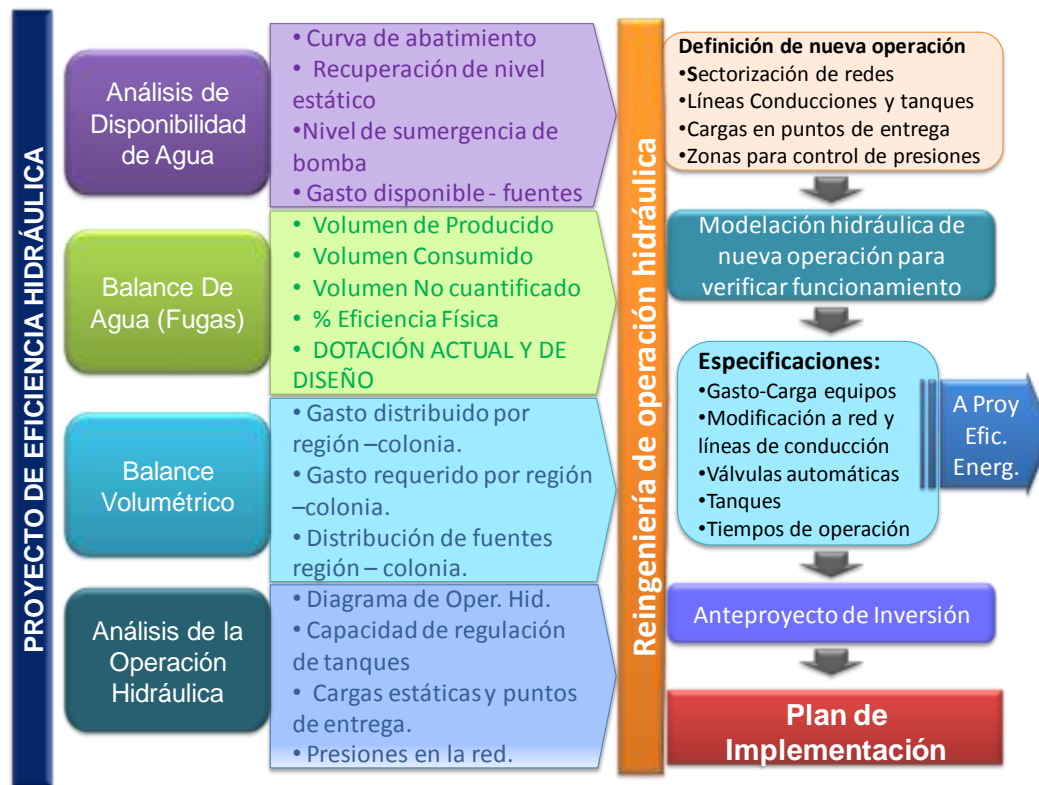 PROYECTO DE EFICIENCIA HIDRÁULICA
Análisis de
Disponibilidad
de Agua
• Curva de abatimiento
• Recuperación de nivel
estático
•Nivel de sumergencia de
bomba
• Gasto disponible - fuentes
Balance De
Agua (Fugas)
• Volumen de Producido
• Volumen Consumido
• Volumen No cuantificado
• % Eficiencia Física
• DOTACIÓN ACTUAL Y DE
DISEÑO
Balance
Volumétrico
• Gasto distribuido por
región –colonia.
• Gasto requerido por región
–colonia.
• Distribución de fuentes
región – colonia.
Análisis de la
Operación
Hidráulica
• Diagrama de Oper. Hid.
• Capacidad de regulación
de tanques
• Cargas estáticas y puntos
de entrega.
• Presiones en la red.
Reingeniería de operación hidráulica
Definición de nueva operación
•Sectorización de redes
•Líneas Conducciones y tanques
•Cargas en puntos de entrega
•Zonas para control de presiones
Modelación hidráulica de
nueva operación para
verificar funcionamiento
Especificaciones:
•Gasto-Carga equipos
•Modificación a red y
líneas de conducción
•Válvulas automáticas
•Tanques
•Tiempos de operación
A Proy
Efic.
Energ.
Anteproyecto de Inversión
Plan de
Implementación